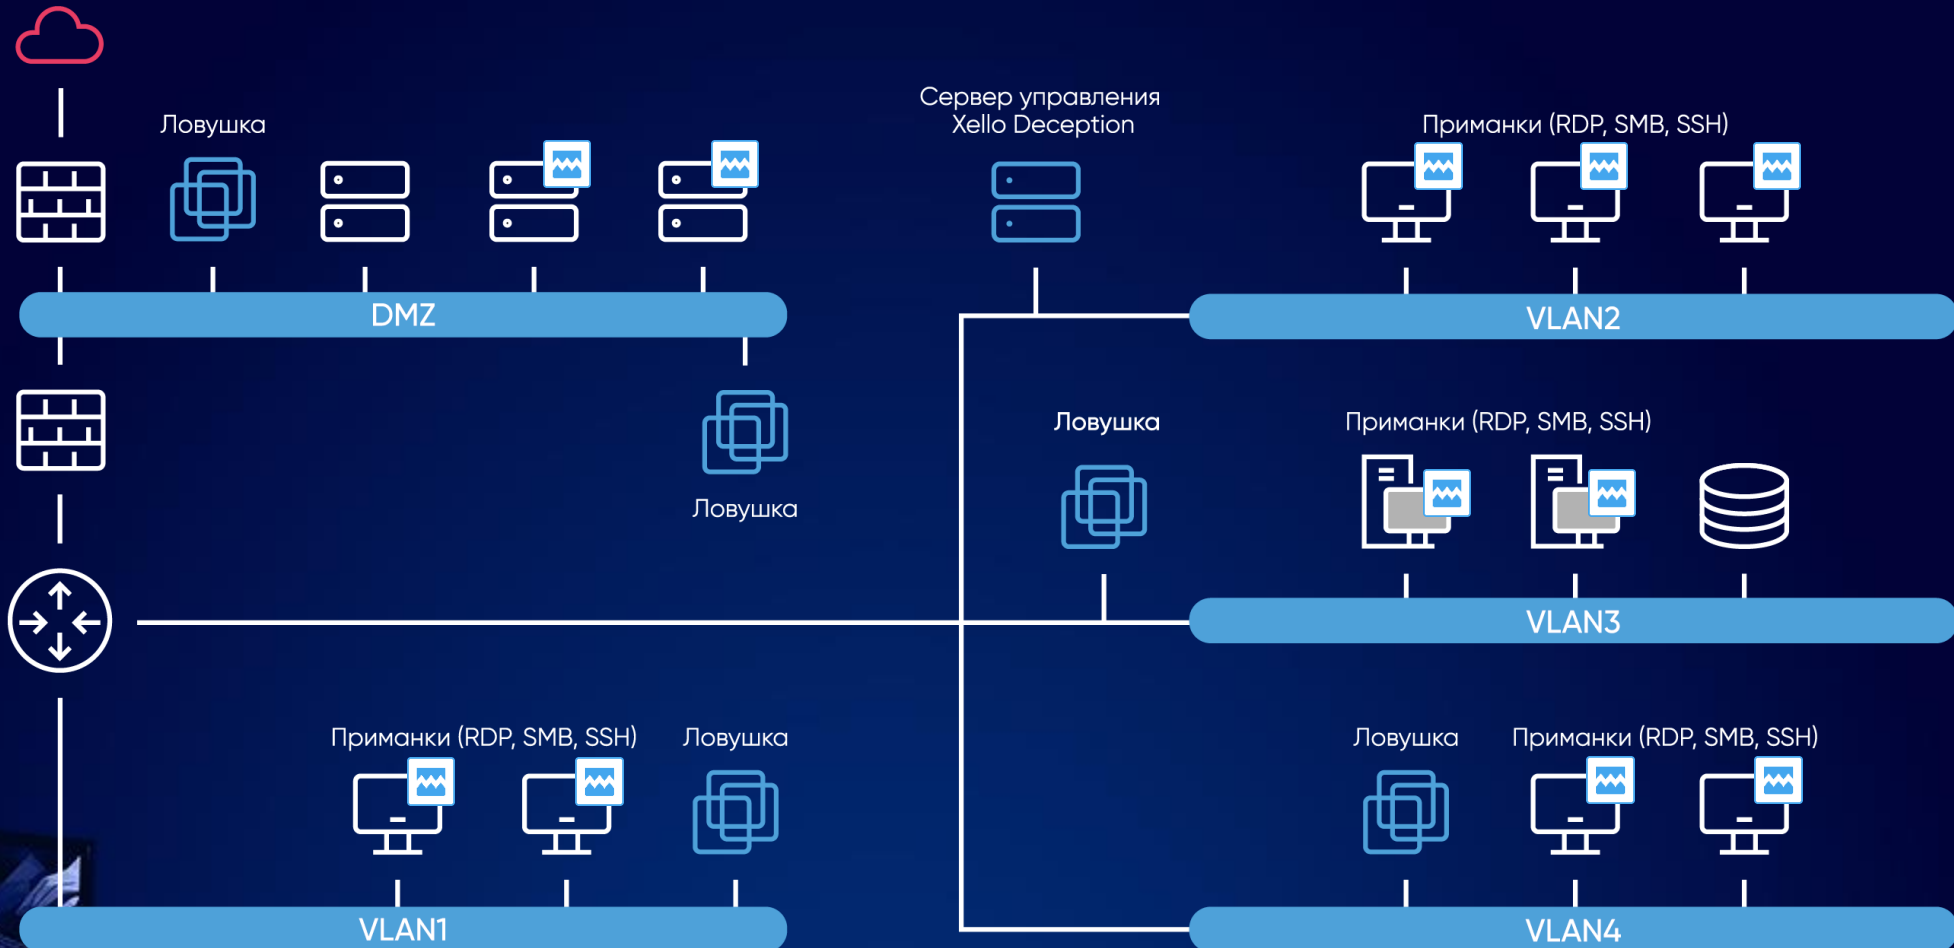 Ловушка
Сервер управления
Xello Deception
Приманки (RDP, SMB, SSH)
DMZ
VLAN2
Ловушка
Ловушка
Приманки (RDP, SMB, SSH)
VLAN3
Приманки (RDP, SMB, SSH)
Ловушка
Ловушка
Приманки (RDP, SMB, SSH)
VLAN1
VLAN4